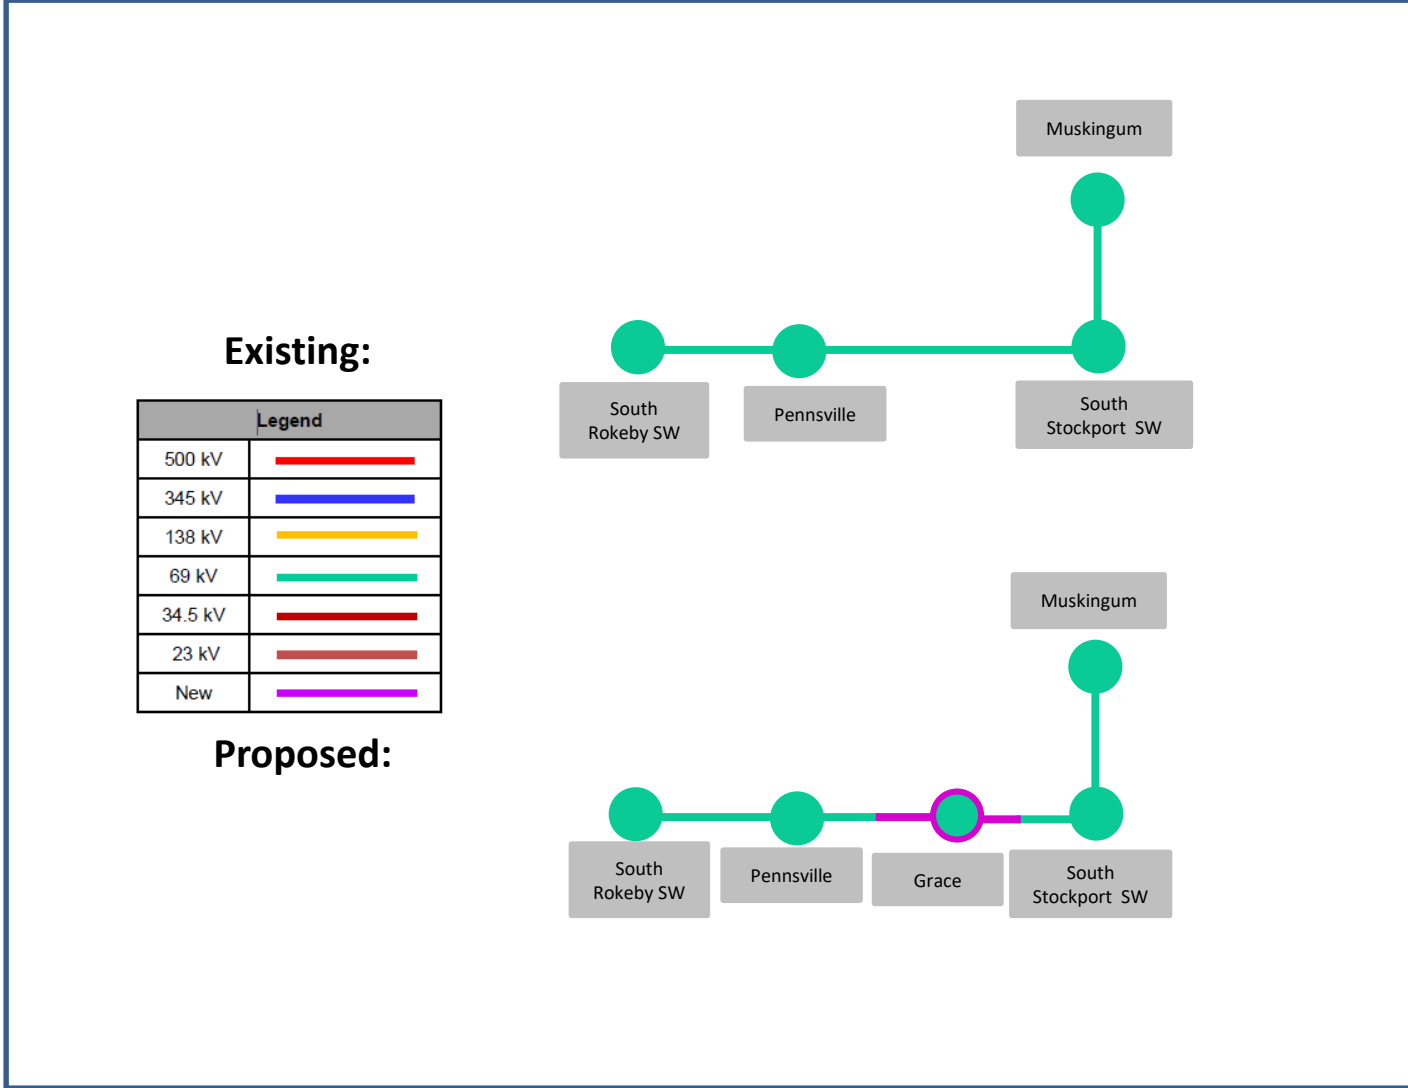 Muskingum
South
Rokeby SW
Pennsville
South
Stockport SW
Existing:
Legend
500 kV
345 kV
138 kV
69 kV
34.5 kV
23 kV
New
Proposed:
Muskingum
South
Rokeby SW
Pennsville
Grace
South
Stockport SW